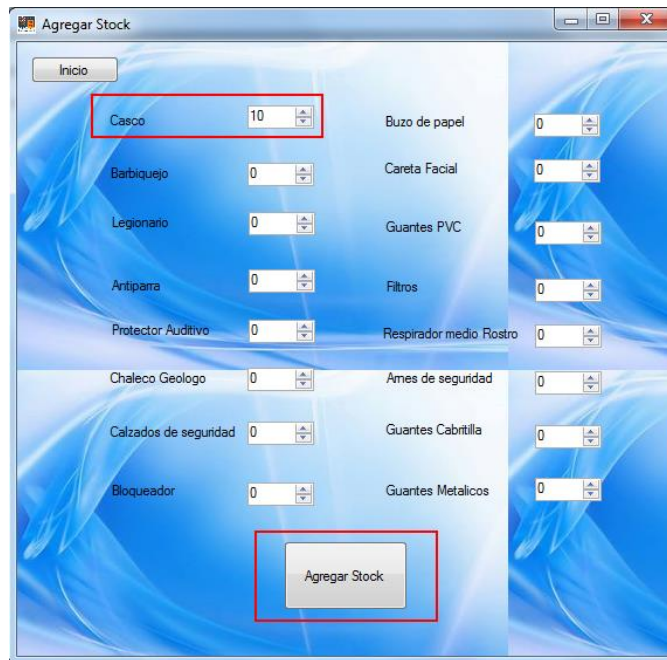 Agregar Stock
Inicio
Casco 10 Buzo de papel 0
Barbiquejo 0 Careta Facial 0
Legionario 0 Guantes PVC 0
Antiparra 0 Filtros 0
Protector Auditivo 0 Respirador medio Rostro 0
Chaleco Geologo 0 Arnes de seguridad 0
Calzados de seguridad 0 Guantes Cabritilla 0
Bloqueador 0 Guantes Metalicos 0
Agregar Stock